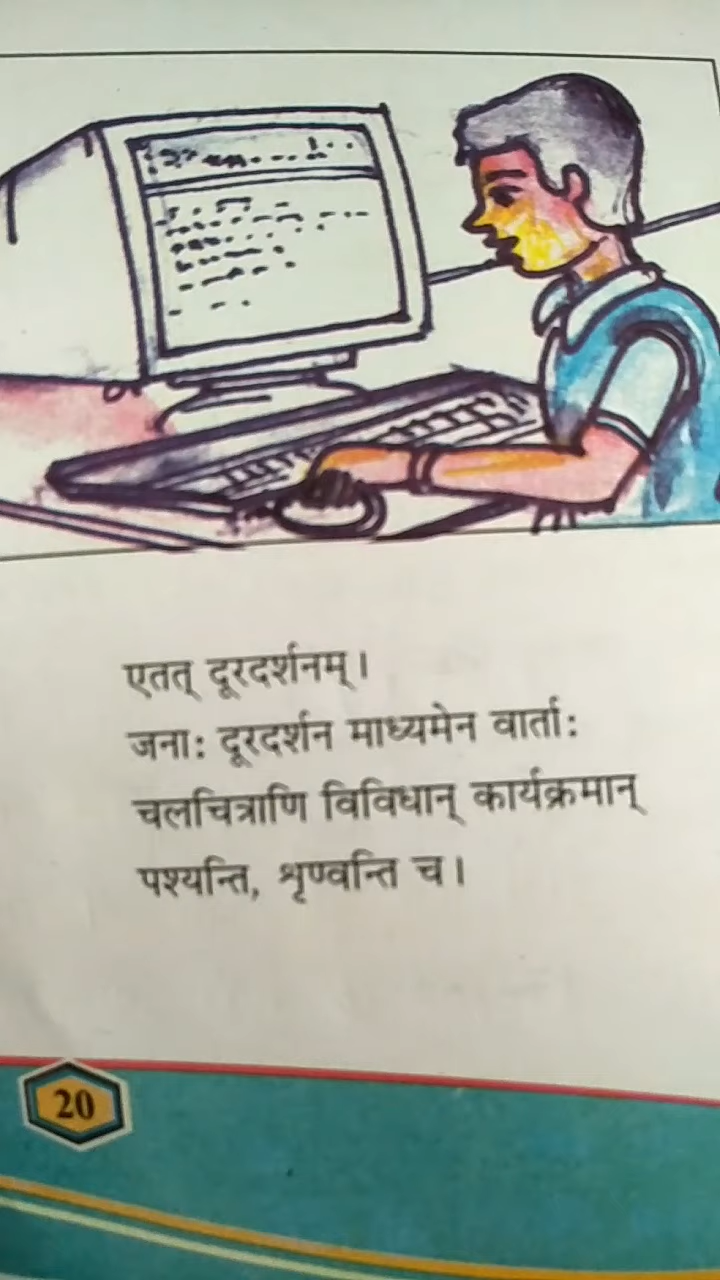 एतत् दूरदर्शनम्।
जनाः दूरदर्शन माध्यमेन वार्ताः
चलचित्राणि विविधान् कार्यक्रमान्
पश्यन्ति, शृण्वन्ति च।
20